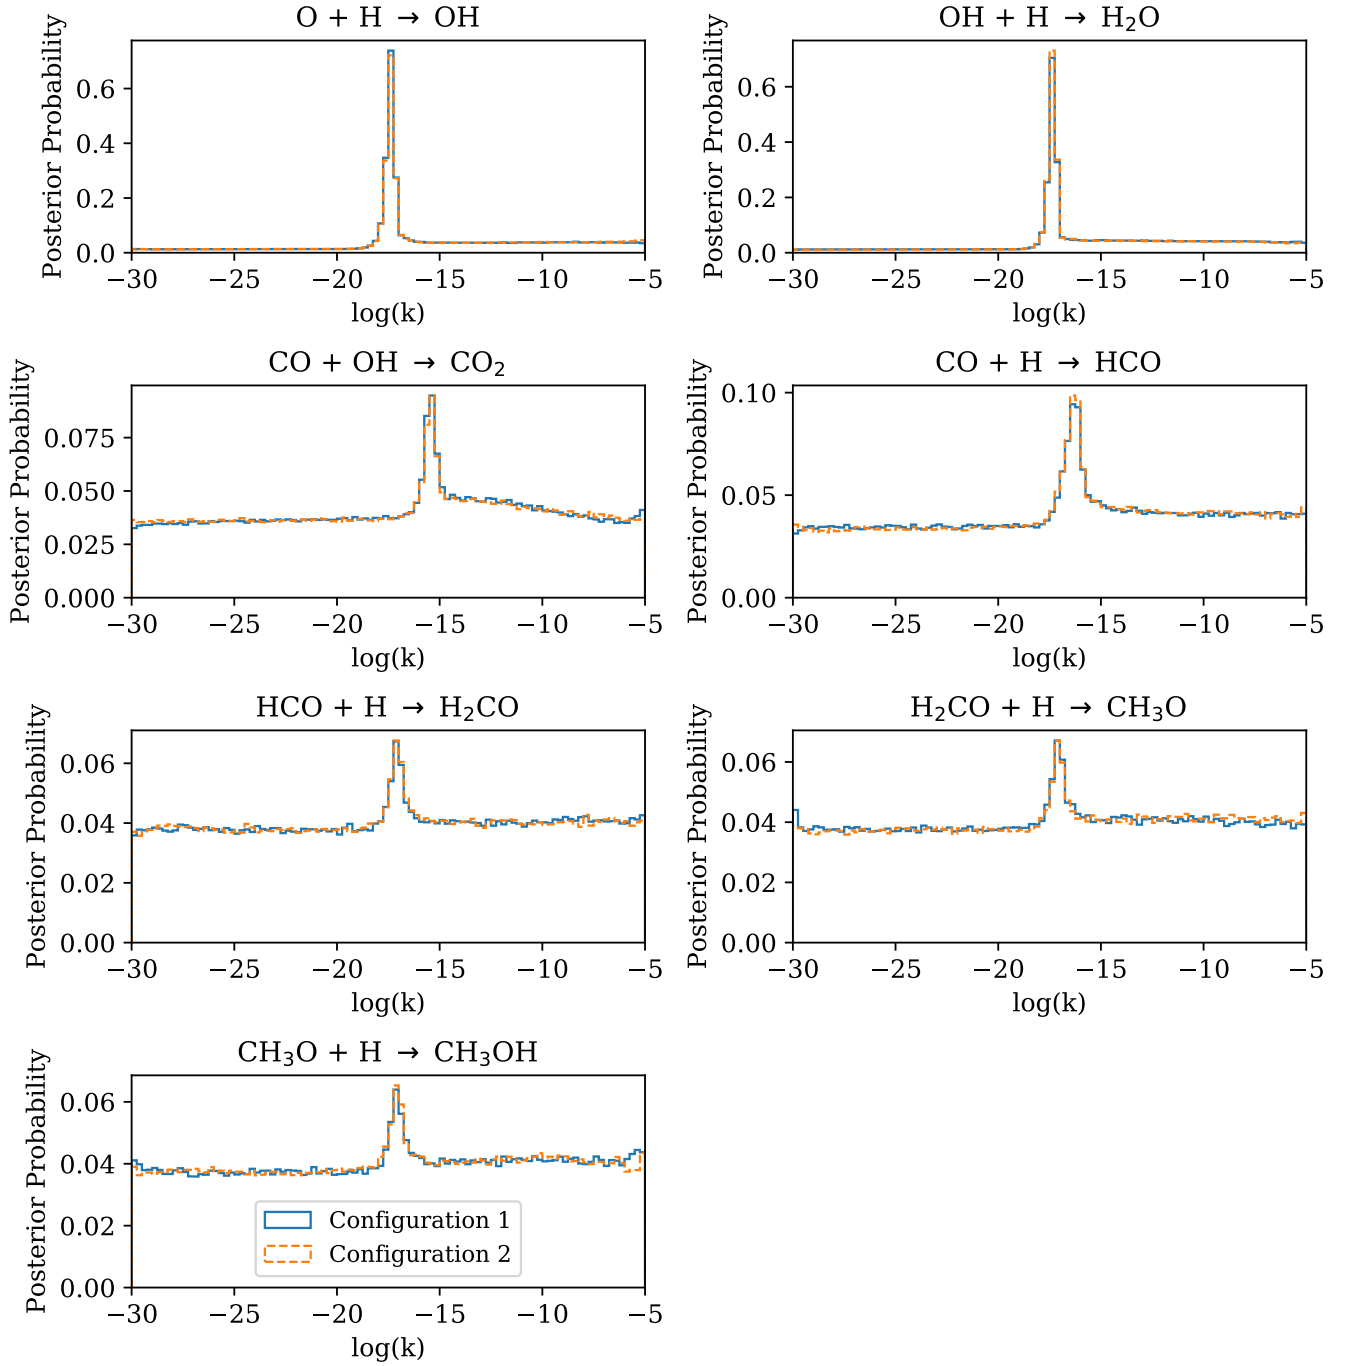 O + H → OH
Posterior Probability
0.6
0.4
0.2
0.0
−30 −25 −20 −15 −10 −5
log(k)
OH + H → H₂O
Posterior Probability
0.6
0.4
0.2
0.0
−30 −25 −20 −15 −10 −5
log(k)
CO + OH → CO₂
Posterior Probability
0.075
0.050
0.025
0.000
−30 −25 −20 −15 −10 −5
log(k)
CO + H → HCO
Posterior Probability
0.10
0.05
0.00
−30 −25 −20 −15 −10 −5
log(k)
HCO + H → H₂CO
Posterior Probability
0.06
0.04
0.02
0.00
−30 −25 −20 −15 −10 −5
log(k)
H₂CO + H → CH₃O
Posterior Probability
0.06
0.04
0.02
0.00
−30 −25 −20 −15 −10 −5
log(k)
CH₃O + H → CH₃OH
Posterior Probability
0.06
0.04
0.02
0.00
Configuration 1
Configuration 2
−30 −25 −20 −15 −10 −5
log(k)